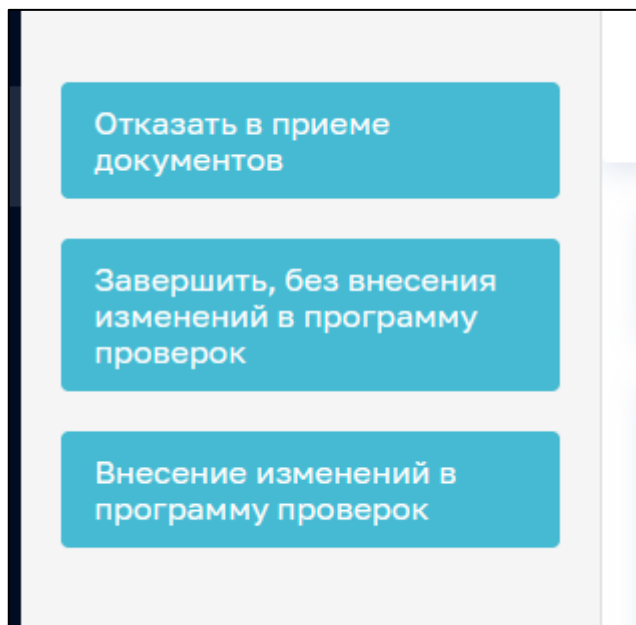 Отказать в приеме
документов
Завершить, без внесения
изменений в программу
проверок
Внесение изменений в
программу проверок